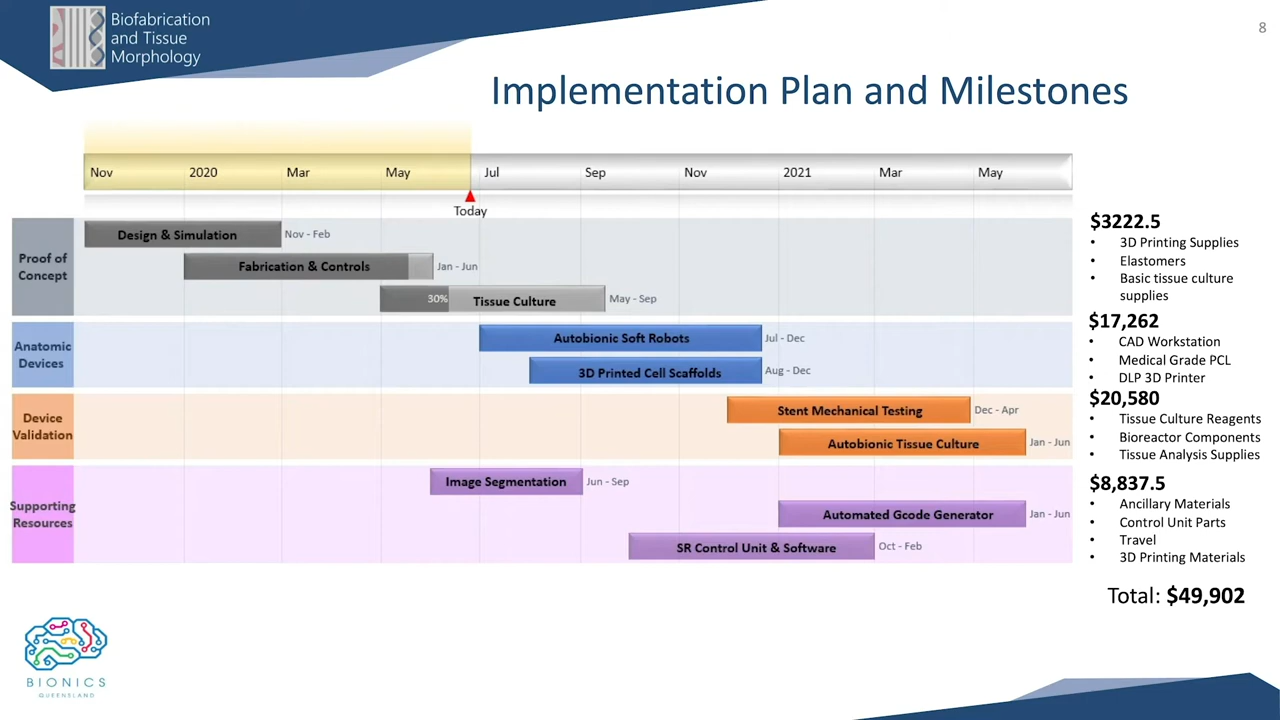 Biofabrication
and Tissue
Morphology
8
Implementation Plan and Milestones
Nov 2020 Mar May Jul Sep Nov 2021 Mar May
Today
Proof of
Concept
Design & Simulation Nov - Feb
Fabrication & Controls Jan - Jun
30% Tissue Culture May - Sep
$3222.5
• 3D Printing Supplies
• Elastomers
• Basic tissue culture
supplies
Anatomic
Devices
Autobionic Soft Robots Jul - Dec
3D Printed Cell Scaffolds Aug - Dec
$17,262
• CAD Workstation
• Medical Grade PCL
• DLP 3D Printer
Device
Validation
Stent Mechanical Testing Dec - Apr
Autobionic Tissue Culture Jan - Jun
$20,580
• Tissue Culture Reagents
• Bioreactor Components
• Tissue Analysis Supplies
Supporting
Resources
Image Segmentation Jun - Sep
Automated Gcode Generator Jan - Jun
SR Control Unit & Software Oct - Feb
$8,837.5
• Ancillary Materials
• Control Unit Parts
• Travel
• 3D Printing Materials
Total: $49,902
BIONICS
QUEENSLAND